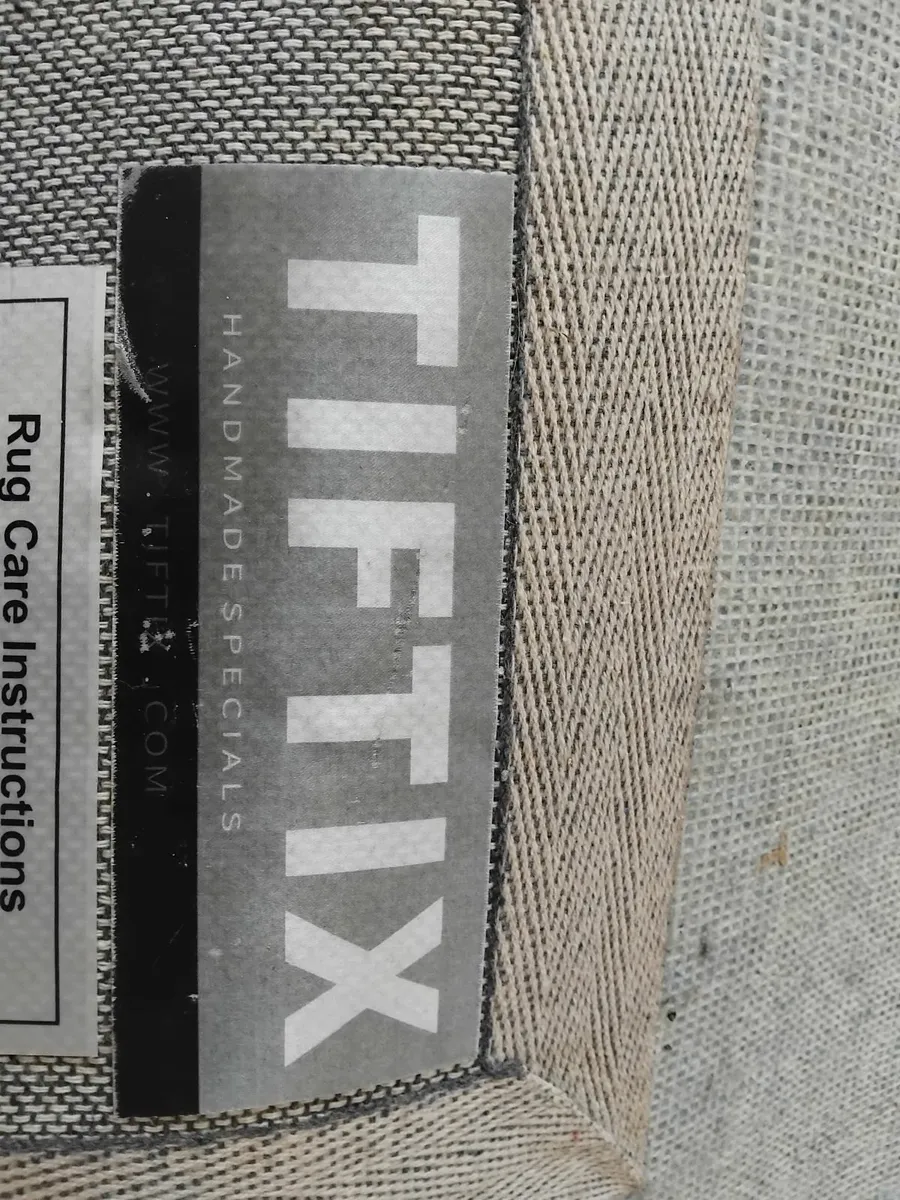 TIFTIX
HANDMADE SPECIALS
WWW.TIFTIX.COM
Rug Care Instructions